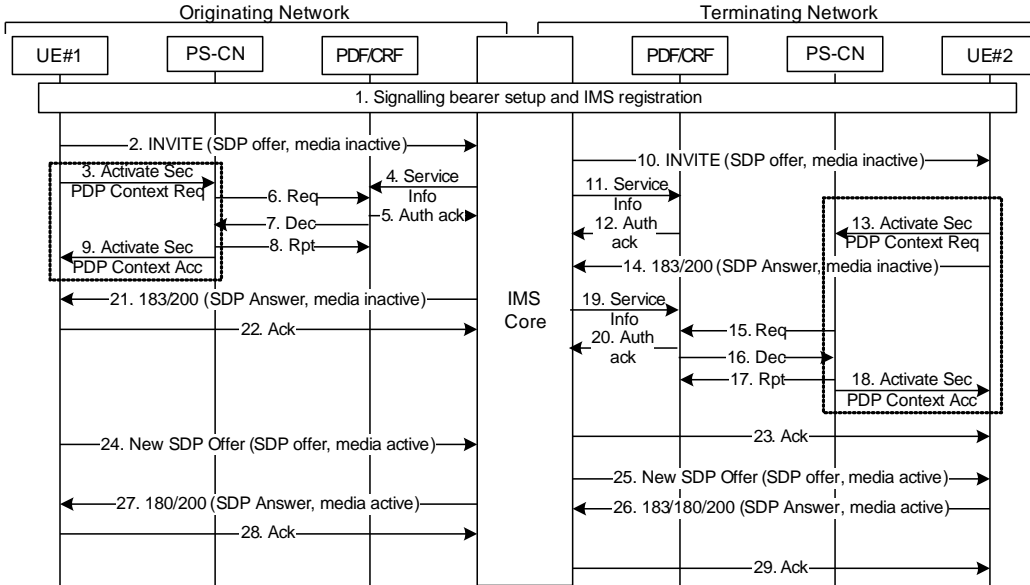 Originating Network
Terminating Network
UE#1
PS-CN
PDF/CRF
PDF/CRF
PS-CN
UE#2
1. Signalling bearer setup and IMS registration
2. INVITE (SDP offer, media inactive)
10. INVITE (SDP offer, media inactive)
3. Activate Sec
PDP Context Req
4. Service
Info
5. Auth ack
6. Req
7. Dec
8. Rpt
9. Activate Sec
PDP Context Acc
11. Service
Info
12. Auth
ack
13. Activate Sec
PDP Context Req
14. 183/200 (SDP Answer, media inactive)
IMS
Core
21. 183/200 (SDP Answer, media inactive)
22. Ack
19. Service
Info
20. Auth
ack
15. Req
16. Dec
17. Rpt
18. Activate Sec
PDP Context Acc
23. Ack
24. New SDP Offer (SDP offer, media active)
25. New SDP Offer (SDP offer, media active)
27. 180/200 (SDP Answer, media active)
26. 183/180/200 (SDP Answer, media active)
28. Ack
29. Ack